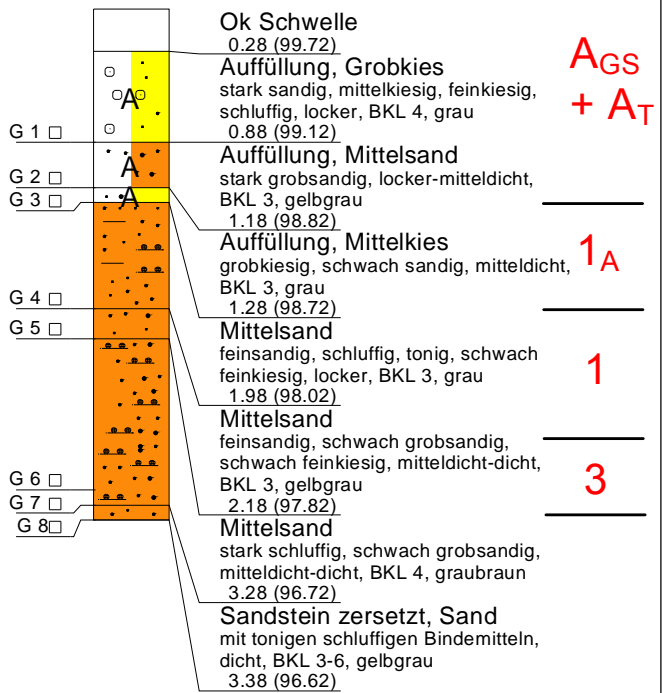 Ok Schwelle
0.28 (99.72)
Auffüllung, Grobkies
stark sandig, mittelkiesig, feinkiesig,
schluffig, locker, BKL 4, grau
0.88 (99.12)
Auffüllung, Mittelsand
stark grobsandig, locker-mitteldicht,
BKL 3, gelbgrau
1.18 (98.82)
Auffüllung, Mittelkies
grobkiesig, schwach sandig, mitteldicht,
BKL 3, grau
1.28 (98.72)
Mittelsand
feinsandig, schluffig, tonig, schwach
feinkiesig, locker, BKL 3, grau
1.98 (98.02)
Mittelsand
feinsandig, schwach grobsandig,
schwach feinkiesig, mitteldicht-dicht,
BKL 3, gelbgrau
2.18 (97.82)
Mittelsand
stark schluffig, schwach grobsandig,
mitteldicht-dicht, BKL 4, graubraun
3.28 (96.72)
Sandstein zersetzt, Sand
mit tonigen schluffigen Bindemitteln,
dicht, BKL 3-6, gelbgrau
3.38 (96.62)
A
A
A
G 1
G 2
G 3
G 4
G 5
G 6
G 7
G 8
AGS
+ AT
1A
1
3